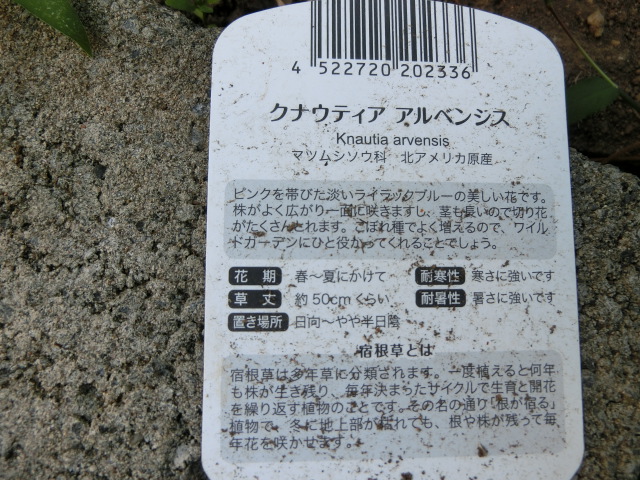 4 522720 202336
クナウティア アルベンシス
Knautia arvensis
マツムシソウ科 北アメリカ原産
ピンクを帯びた淡いライラックブルーの美しい花です。
株がよく広がり一面に咲きますし、茎も長いので切り花
がたくさんとれます。こぼれ種でよく増えるので、ワイル
ドガーデンにひと役かってくれることでしょう。
花期 春～夏にかけて 耐寒性 寒さに強いです
草丈 約50cmくらい 耐暑性 暑さに強いです
置き場所 日向～やや半日陰
宿根草とは
宿根草は多年草に分類されます。一度植えると何年
も株が生き残り、毎年決まったサイクルで生育と開花
を繰り返す植物のことです。その名の通り「根が宿る」
植物で、冬に地上部が枯れても、根や株が残って毎
年花を咲かせます。